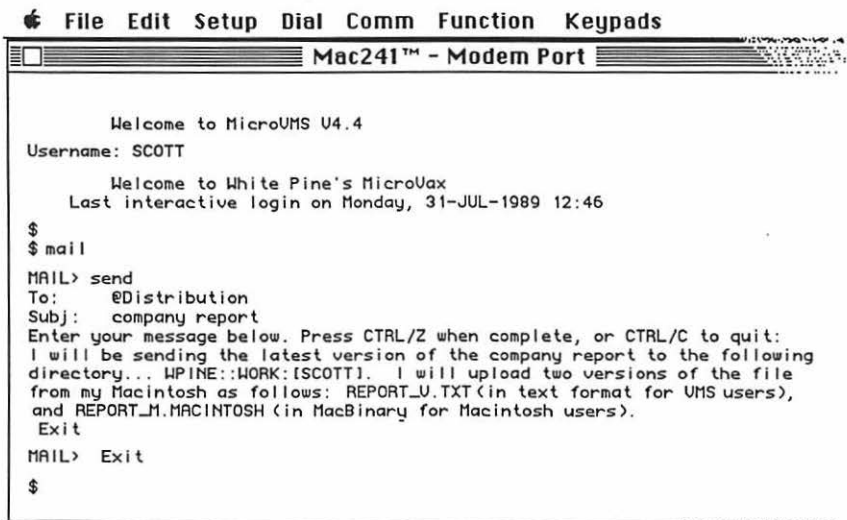 File Edit Setup Dial Comm Function Keypads
Mac241™ - Modem Port
Welcome to MicroVMS V4.4
Username: SCOTT
Welcome to White Pine's MicroVax
Last interactive login on Monday, 31-JUL-1989 12:46
$
$ mail
MAIL> send
To: @Distribution
Subj: company report
Enter your message below. Press CTRL/Z when complete, or CTRL/C to quit:
I will be sending the latest version of the company report to the following
directory... WPINE::WORK:[SCOTT]. I will upload two versions of the file
from my Macintosh as follows: REPORT_V.TXT (in text format for VMS users),
and REPORT_M.MACINTOSH (in MacBinary for Macintosh users).
Exit
MAIL> Exit
$